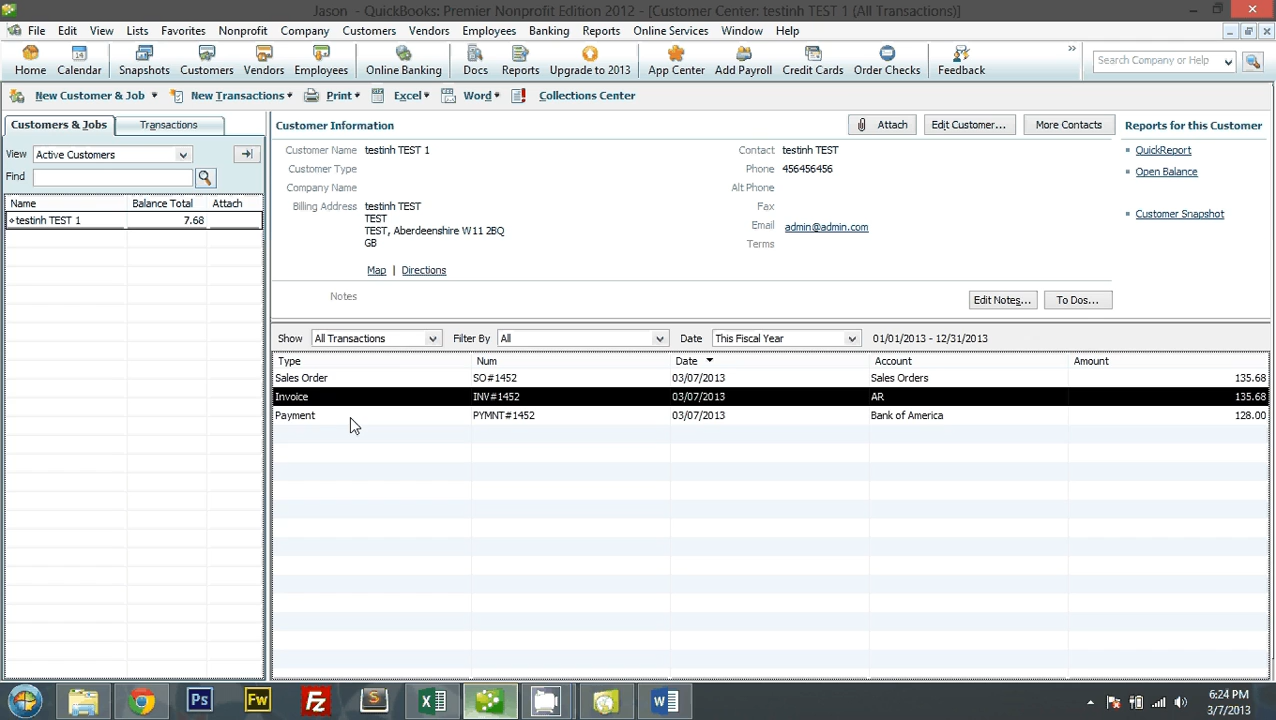 Jason - QuickBooks: Premier Nonprofit Edition 2012 - [Customer Center: testinh TEST 1 (All Transactions)]
File Edit View Lists Favorites Nonprofit Company Customers Vendors Employees Banking Reports Online Services Window Help
14
Home Calendar Snapshots Customers Vendors Employees Online Banking Docs Reports Upgrade to 2013 App Center Add Payroll Credit Cards Order Checks Feedback » Search Company or Help
New Customer & Job New Transactions Print Excel Word Collections Center
Customers & Jobs Transactions
View Active Customers
Find
Name Balance Total Attach
testinh TEST 1 7.68
Customer Information Attach Edit Customer... More Contacts
Customer Name testinh TEST 1
Customer Type
Company Name
Billing Address testinh TEST
TEST
TEST, Aberdeenshire W11 2BQ
GB
Map | Directions
Contact testinh TEST
Phone 456456456
Alt Phone
Fax
Email admin@admin.com
Terms
Notes Edit Notes... To Dos...
Reports for this Customer
QuickReport
Open Balance
Customer Snapshot
Show All Transactions Filter By All Date This Fiscal Year 01/01/2013 - 12/31/2013
Type Num Date Account Amount
Sales Order SO#1452 03/07/2013 Sales Orders 135.68
Invoice INV#1452 03/07/2013 AR 135.68
Payment PYMNT#1452 03/07/2013 Bank of America 128.00
Ps Fw Fz S
6:24 PM
3/7/2013